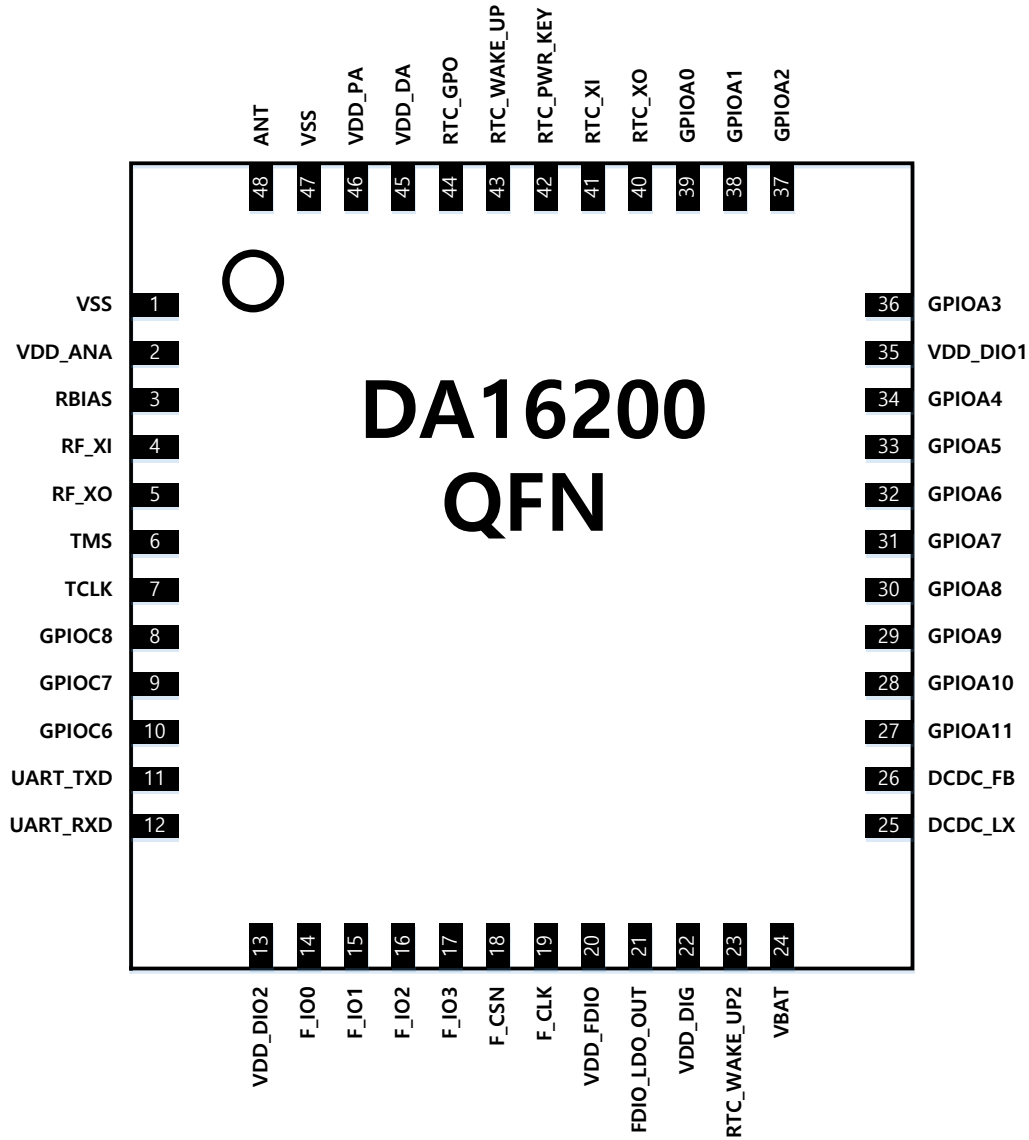 ANT VSS VDD_PA VDD_DA RTC_GPO RTC_WAKE_UP RTC_PWR_KEY RTC_XI RTC_XO GPIOA0 GPIOA1 GPIOA2
48 47 46 45 44 43 42 41 40 39 38 37
VSS 1 36 GPIOA3
VDD_ANA 2 35 VDD_DIO1
RBIAS 3 34 GPIOA4
RF_XI 4 33 GPIOA5
RF_XO 5 32 GPIOA6
TMS 6 31 GPIOA7
TCLK 7 30 GPIOA8
GPIOC8 8 29 GPIOA9
GPIOC7 9 28 GPIOA10
GPIOC6 10 27 GPIOA11
UART_TXD 11 26 DCDC_FB
UART_RXD 12 25 DCDC_LX
DA16200
QFN
13 14 15 16 17 18 19 20 21 22 23 24
VDD_DIO2 F_IO0 F_IO1 F_IO2 F_IO3 F_CSN F_CLK VDD_FDIO FDIO_LDO_OUT VDD_DIG RTC_WAKE_UP2 VBAT